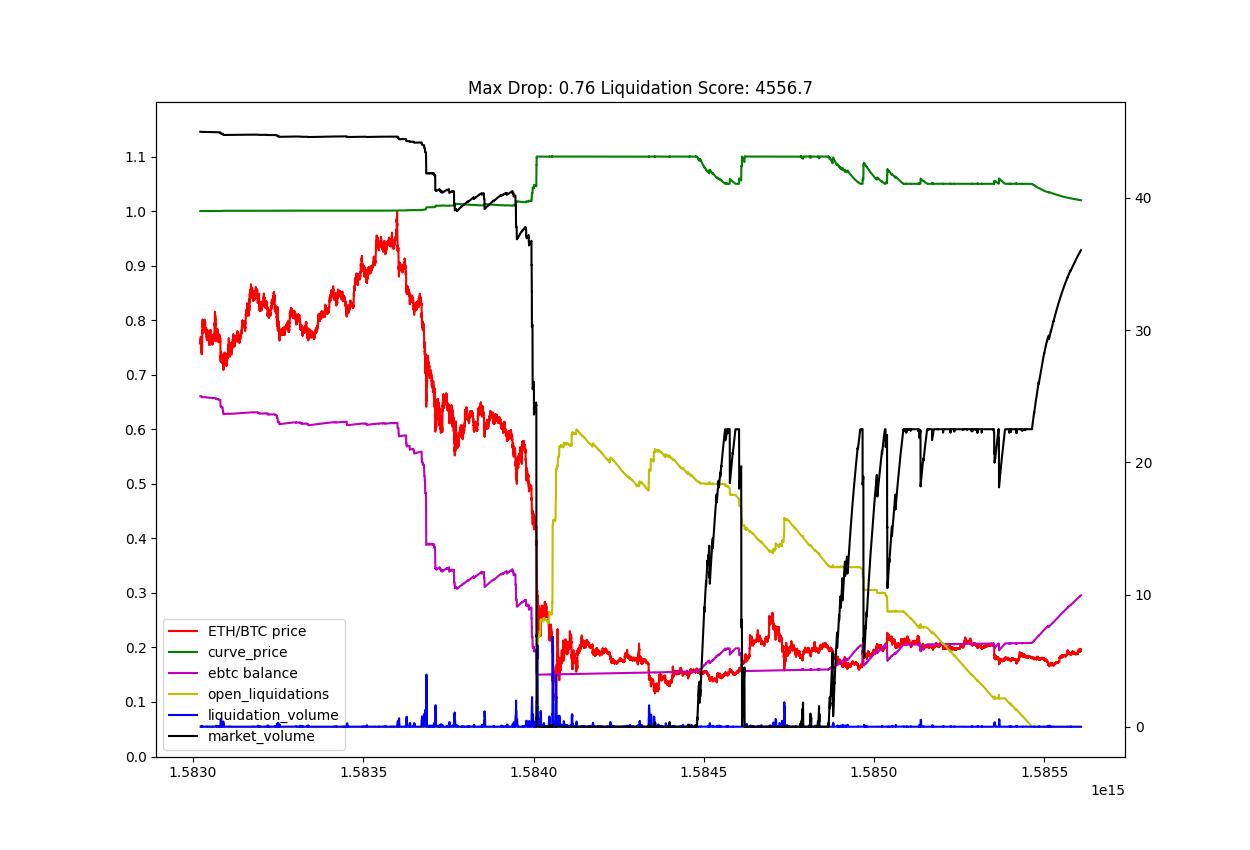 Max Drop: 0.76 Liquidation Score: 4556.7
1.1
1.0
0.9
0.8
0.7
0.6
0.5
0.4
0.3
0.2
0.1
0.0
40
30
20
10
0
ETH/BTC price
curve_price
ebtc balance
open_liquidations
liquidation_volume
market_volume
1.5830 1.5835 1.5840 1.5845 1.5850 1.5855
1e15